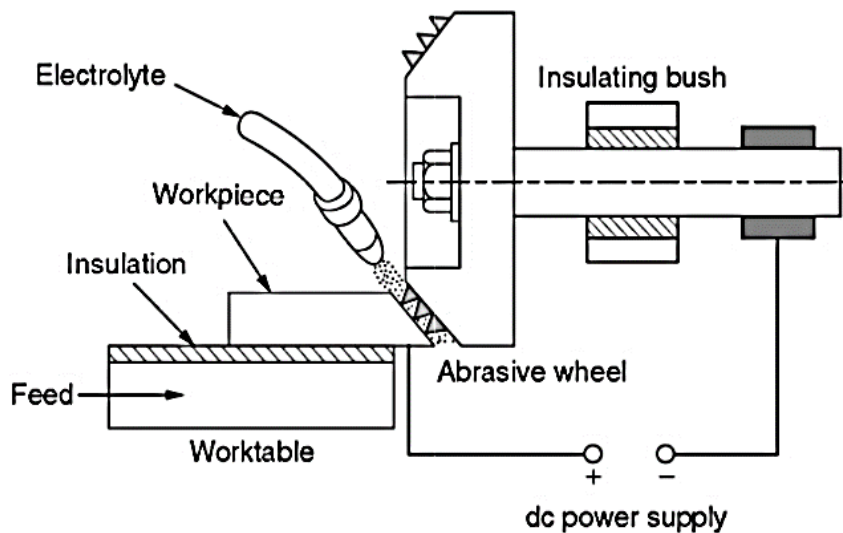 Electrolyte
Insulating bush
Workpiece
Insulation
Abrasive wheel
Feed
Worktable
+
−
dc power supply